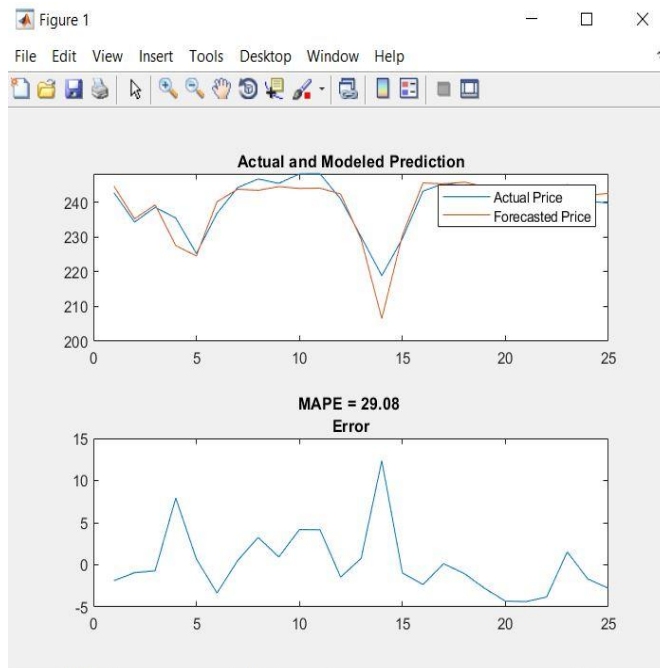 Figure 1
File Edit View Insert Tools Desktop Window Help
Actual and Modeled Prediction
240
230
220
210
200
Actual Price
Forecasted Price
0 5 10 15 20 25
MAPE = 29.08
Error
15
10
5
0
-5
0 5 10 15 20 25